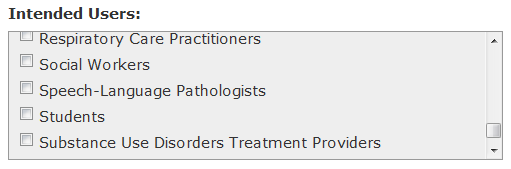 Intended Users:
Respiratory Care Practitioners
Social Workers
Speech-Language Pathologists
Students
Substance Use Disorders Treatment Providers